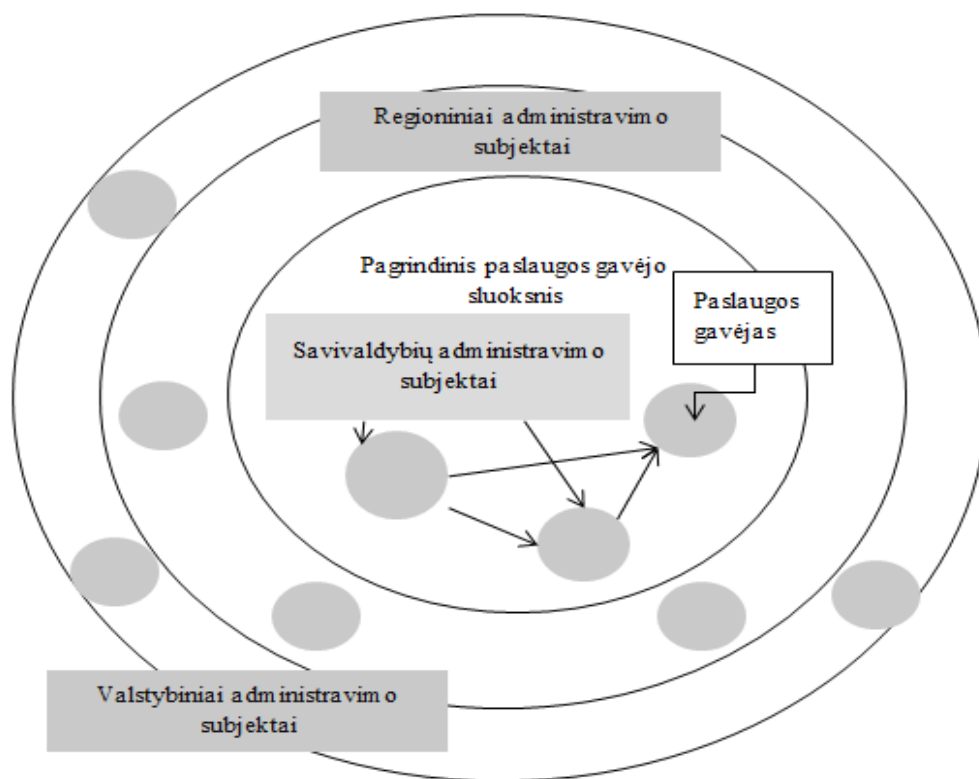 Regioniniai administravimo
subjektai
Pagrindinis paslaugos gavėjo
sluoksnis
Paslaugos
gavėjas
Savivaldybių administravimo
subjektai
Valstybiniai administravimo
subjektai